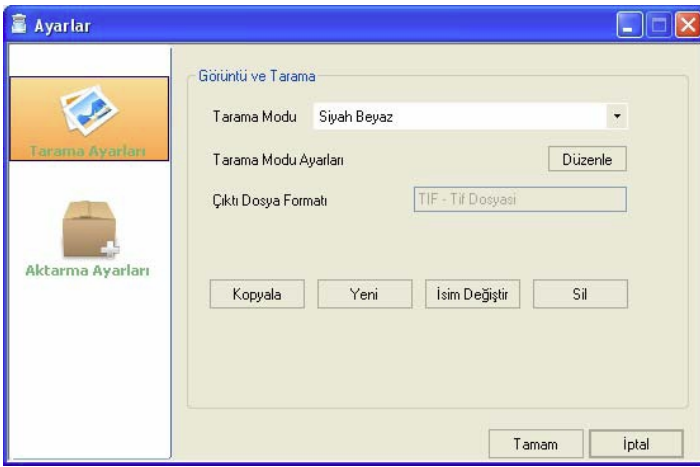 Ayarlar
Tarama Ayarları
Aktarma Ayarları
Görüntü ve Tarama
Tarama Modu Siyah Beyaz
Tarama Modu Ayarları Düzenle
Çıktı Dosya Formatı TIF - Tif Dosyasi
Kopyala Yeni İsim Değiştir Sil
Tamam İptal